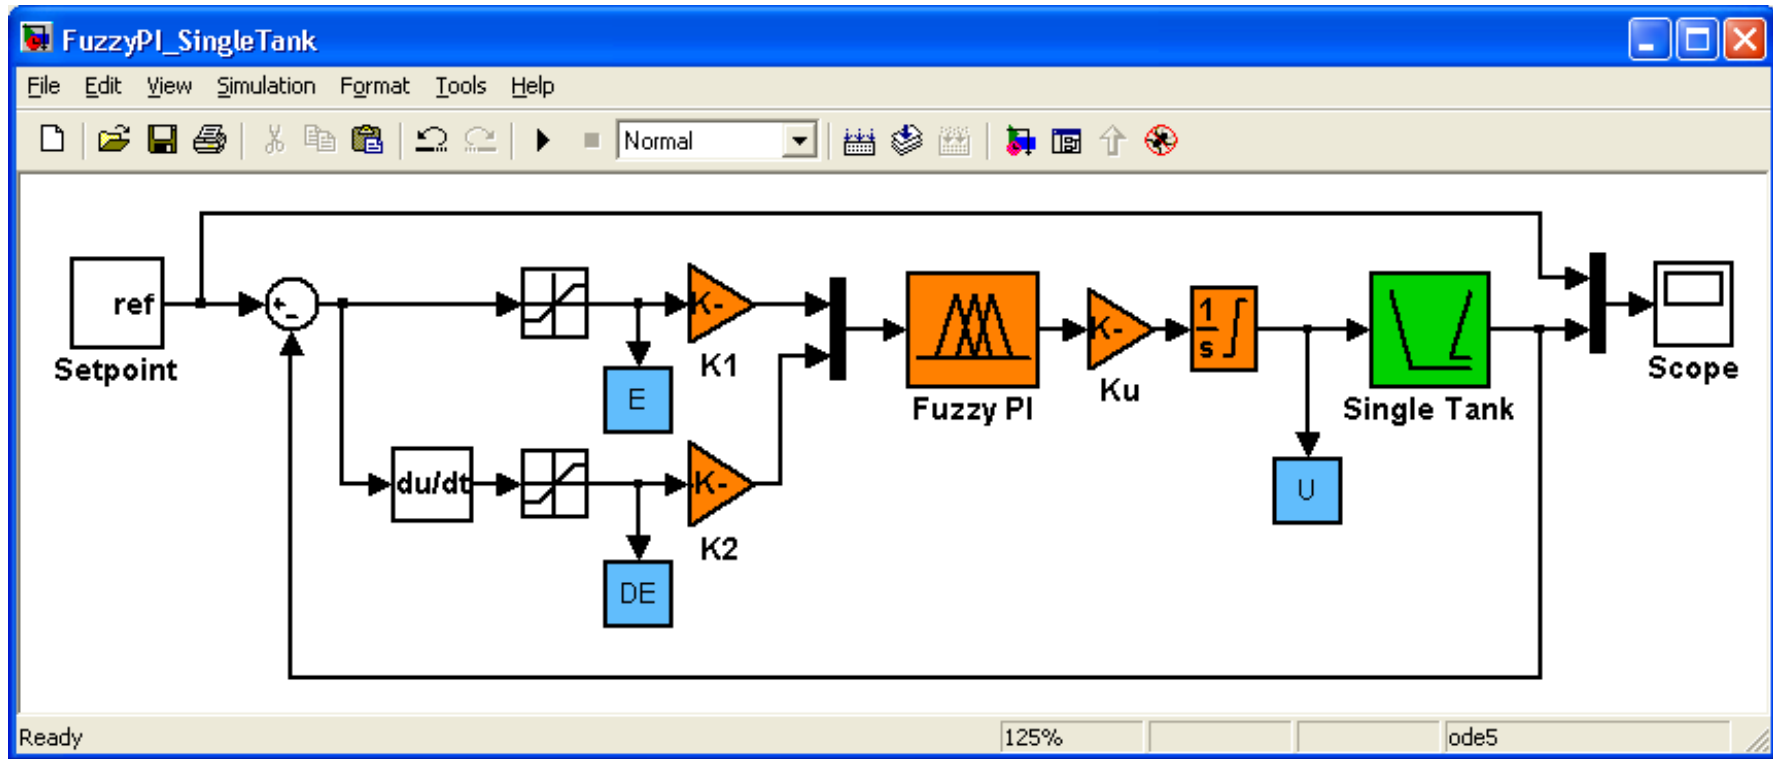 FuzzyPI_SingleTank
File Edit View Simulation Format Tools Help
Normal
ref
Setpoint
+
-
K-
K1
E
du/dt
K-
K2
DE
Fuzzy PI
K-
Ku
1
s
U
Single Tank
Scope
Ready
125%
ode5